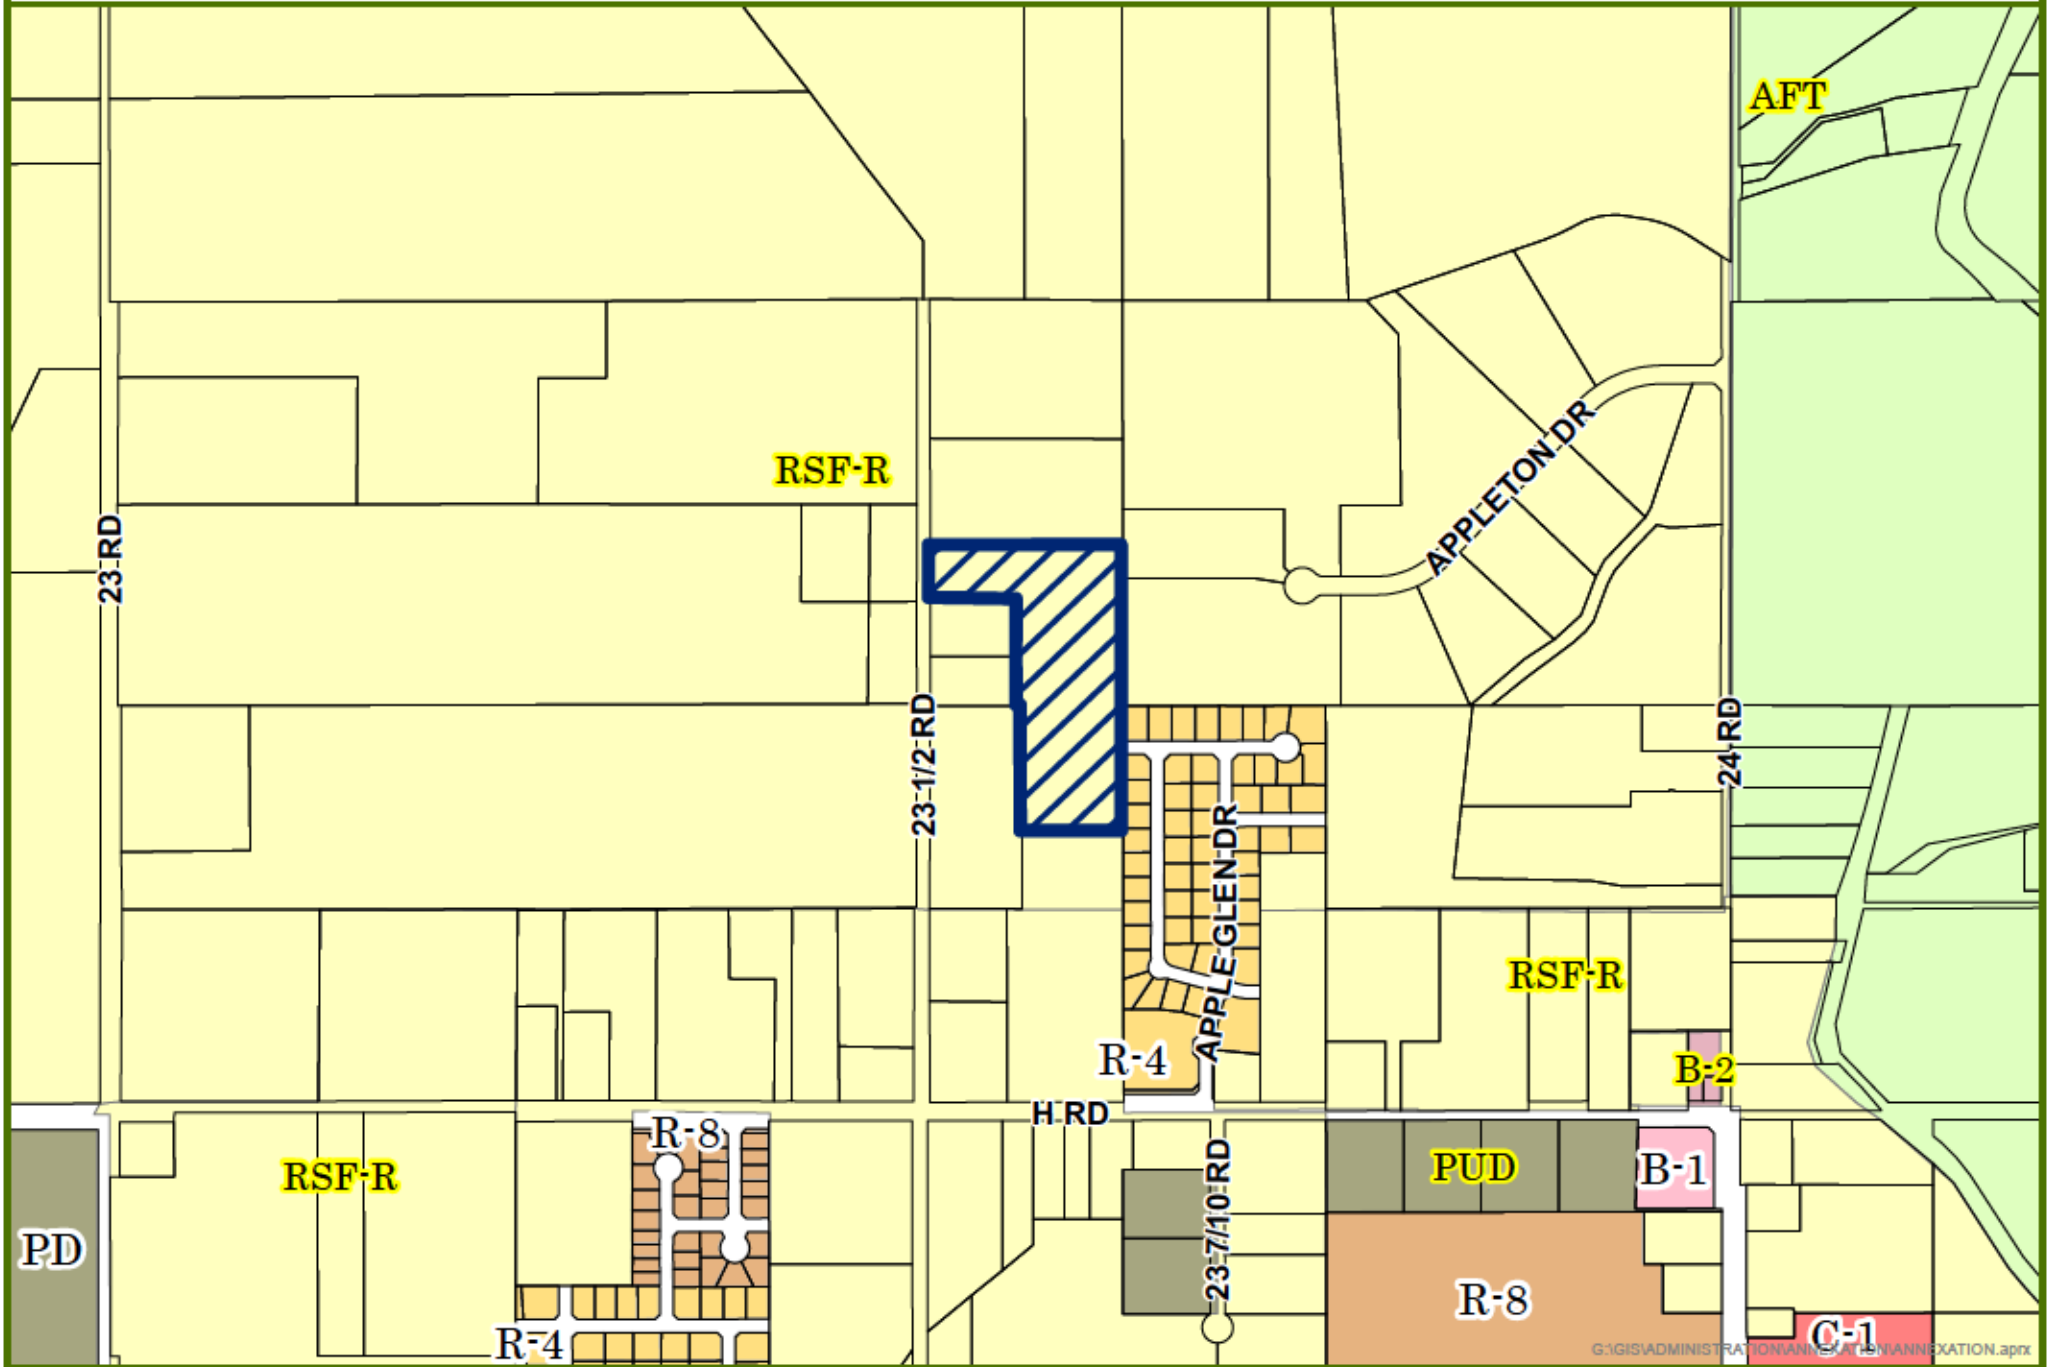 AFT
APPLETON DR
RSF-R
23 RD
23 1/2 RD
24 RD
APPLE GLEN DR
RSF-R
R-4
B-2
H RD
R-8
RSF-R
PUD
B-1
23 7/10 RD
PD
R-8
R-4
C-1
G:\GIS\ADMINISTRATION\ANNEXATION\ANNEXATION.aprx